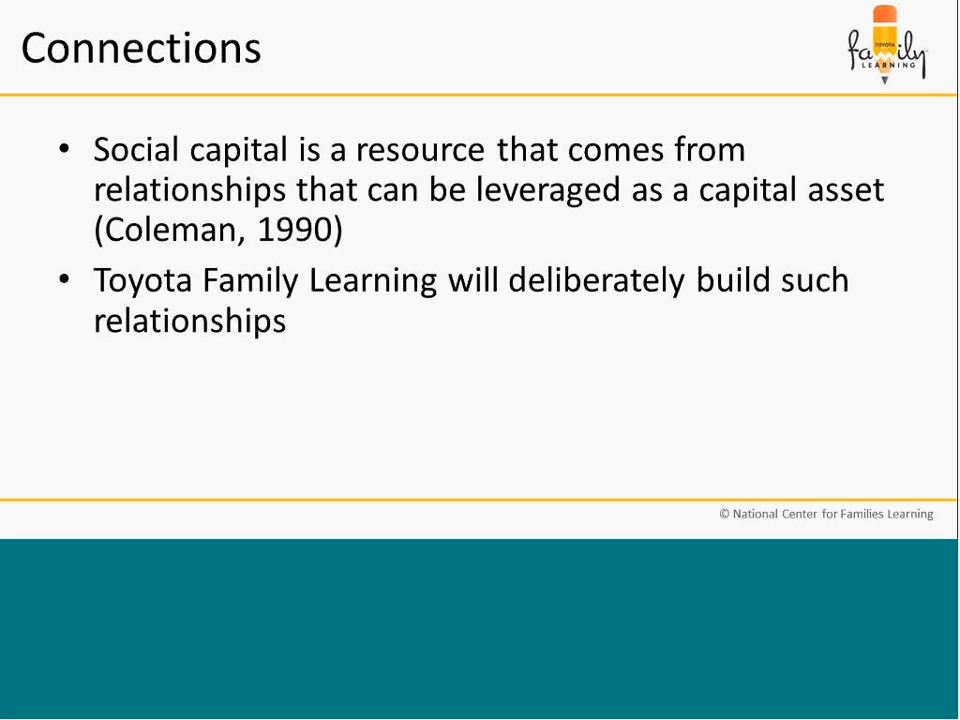 Connections
TOYOTA
family
LEARNING
• Social capital is a resource that comes from
relationships that can be leveraged as a capital asset
(Coleman, 1990)
• Toyota Family Learning will deliberately build such
relationships
© National Center for Families Learning